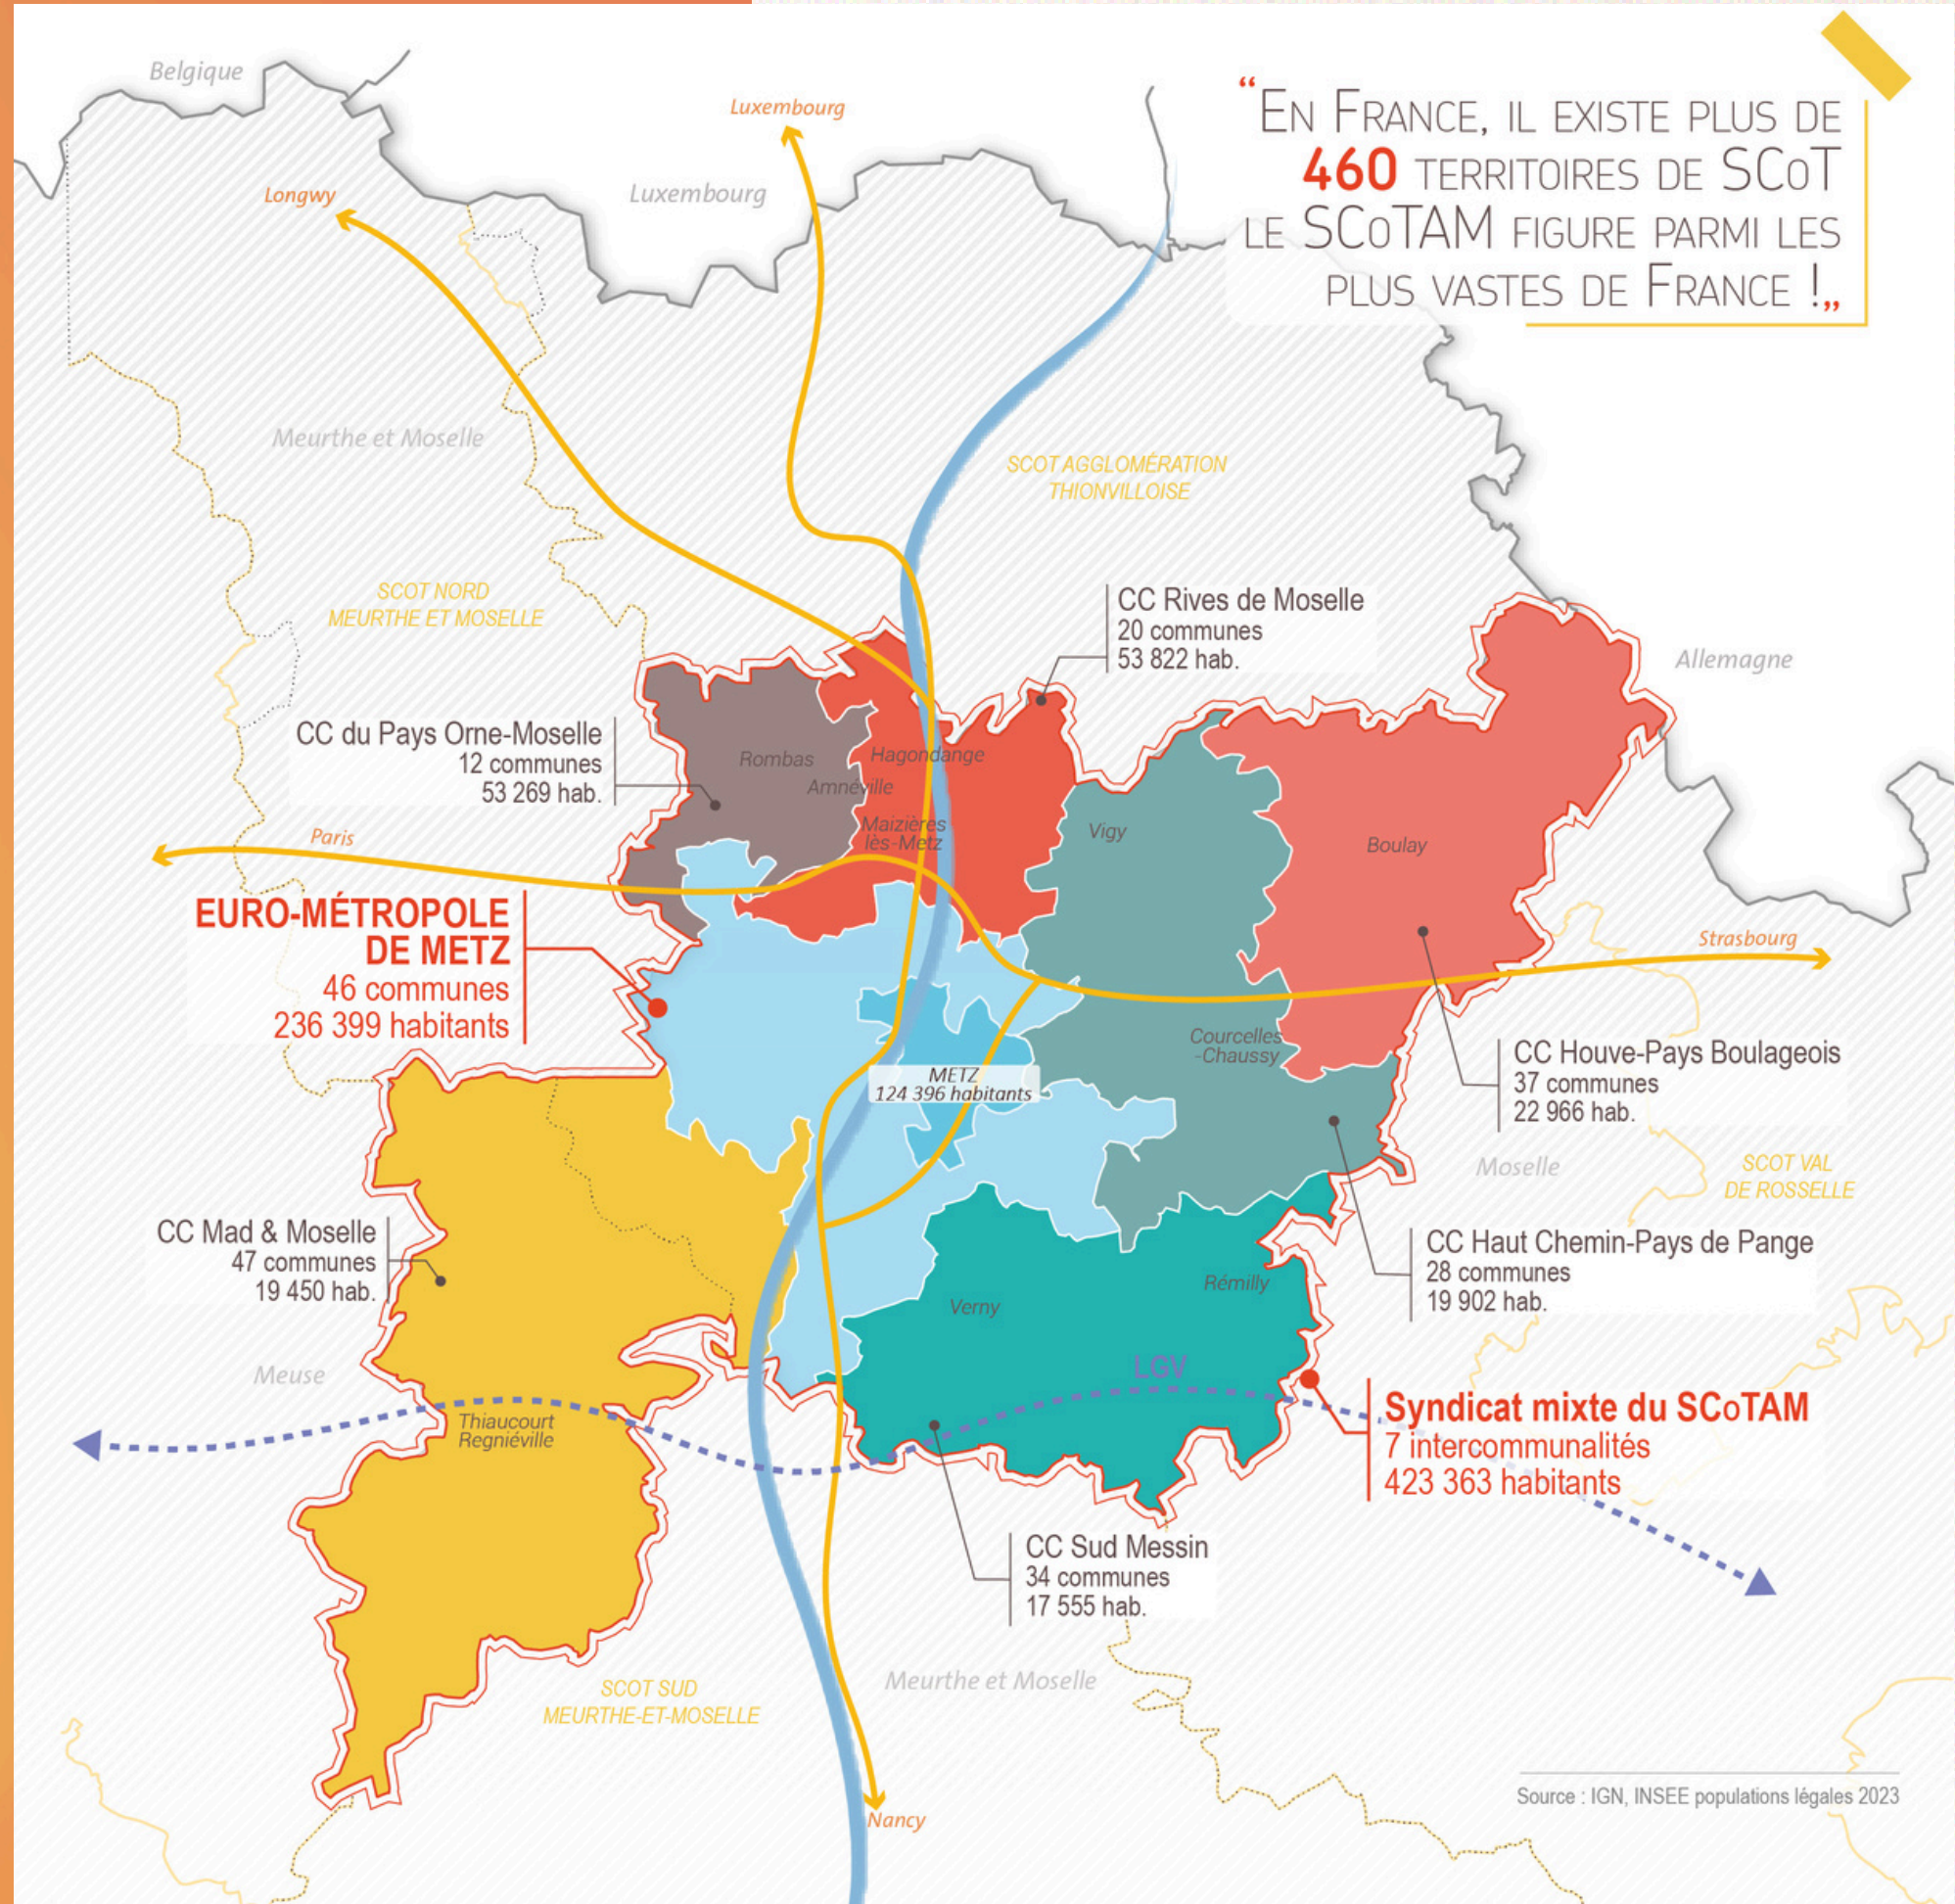 “EN FRANCE, IL EXISTE PLUS DE
460 TERRITOIRES DE SCOT
LE SCOTAM FIGURE PARMI LES
PLUS VASTES DE FRANCE !„
Belgique
Luxembourg
Longwy
Luxembourg
Meurthe et Moselle
SCOT AGGLOMÉRATION
THIONVILLOISE
SCOT NORD
MEURTHE ET MOSELLE
CC Rives de Moselle
20 communes
53 822 hab.
Allemagne
CC du Pays Orne-Moselle
12 communes
53 269 hab.
Rombas
Hagondange
Amnéville
Maizières
lès-Metz
Vigy
Boulay
Paris
EURO-MÉTROPOLE
DE METZ
46 communes
236 399 habitants
Strasbourg
Courcelles
-Chaussy
METZ
124 396 habitants
CC Houve-Pays Boulageois
37 communes
22 966 hab.
Moselle
SCOT VAL
DE ROSSELLE
CC Mad & Moselle
47 communes
19 450 hab.
CC Haut Chemin-Pays de Pange
28 communes
19 902 hab.
Rémilly
Verny
Meuse
LGV
Thiaucourt
Regniéville
Syndicat mixte du SCoTAM
7 intercommunalités
423 363 habitants
CC Sud Messin
34 communes
17 555 hab.
SCOT SUD
MEURTHE-ET-MOSELLE
Meurthe et Moselle
Nancy
Source : IGN, INSEE populations légales 2023